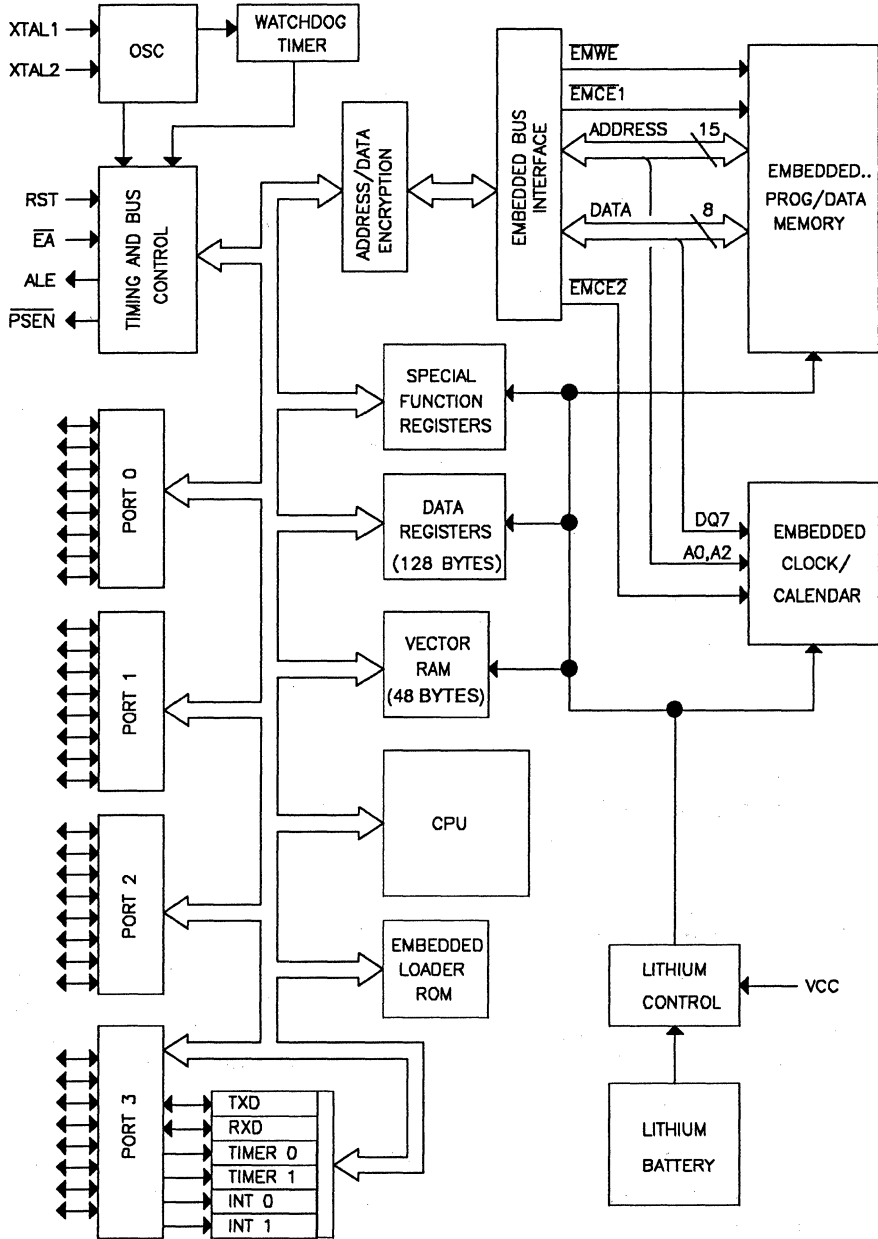 XTAL1
XTAL2
OSC
WATCHDOG
TIMER
RST
EA
ALE
PSEN
TIMING AND BUS
CONTROL
ADDRESS/DATA
ENCRYPTION
EMBEDDED BUS
INTERFACE
EMWE
EMCE1
ADDRESS 15
DATA 8
EMCE2
EMBEDDED..
PROG/DATA
MEMORY
SPECIAL
FUNCTION
REGISTERS
PORT 0
DATA
REGISTERS
(128 BYTES)
DQ7
A0,A2
EMBEDDED
CLOCK/
CALENDAR
PORT 1
VECTOR
RAM
(48 BYTES)
CPU
PORT 2
EMBEDDED
LOADER
ROM
LITHIUM
CONTROL
VCC
PORT 3
TXD
RXD
TIMER 0
TIMER 1
INT 0
INT 1
LITHIUM
BATTERY